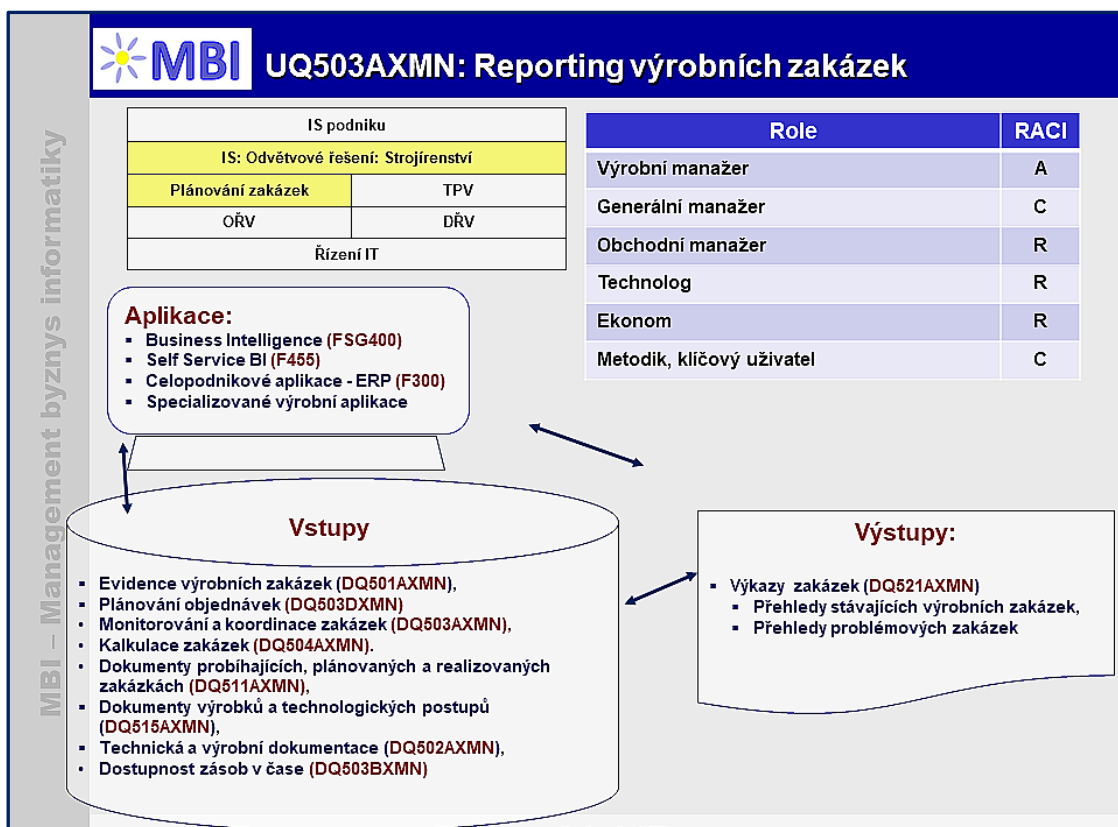 MBI
UQ503AXMN: Reporting výrobních zakázek
MBI – Management byznys informatiky
IS podniku
IS: Odvětvové řešení: Strojírenství
Plánování zakázek
TPV
OŘV
DŘV
Řízení IT
Role RACI
Výrobní manažer A
Generální manažer C
Obchodní manažer R
Technolog R
Ekonom R
Metodik, klíčový uživatel C
Aplikace:
▪ Business Intelligence (FSG400)
▪ Self Service BI (F455)
▪ Celopodnikové aplikace - ERP (F300)
▪ Specializované výrobní aplikace
Vstupy
▪ Evidence výrobních zakázek (DQ501AXMN),
▪ Plánování objednávek (DQ503DXMN)
• Monitorování a koordinace zakázek (DQ503AXMN),
• Kalkulace zakázek (DQ504AXMN).
▪ Dokumenty probíhajících, plánovaných a realizovaných
zakázkách (DQ511AXMN),
▪ Dokumenty výrobků a technologických postupů
(DQ515AXMN),
▪ Technická a výrobní dokumentace (DQ502AXMN),
• Dostupnost zásob v čase (DQ503BXMN)
Výstupy:
▪ Výkazy zakázek (DQ521AXMN)
▪ Přehledy stávajících výrobních zakázek,
▪ Přehledy problémových zakázek